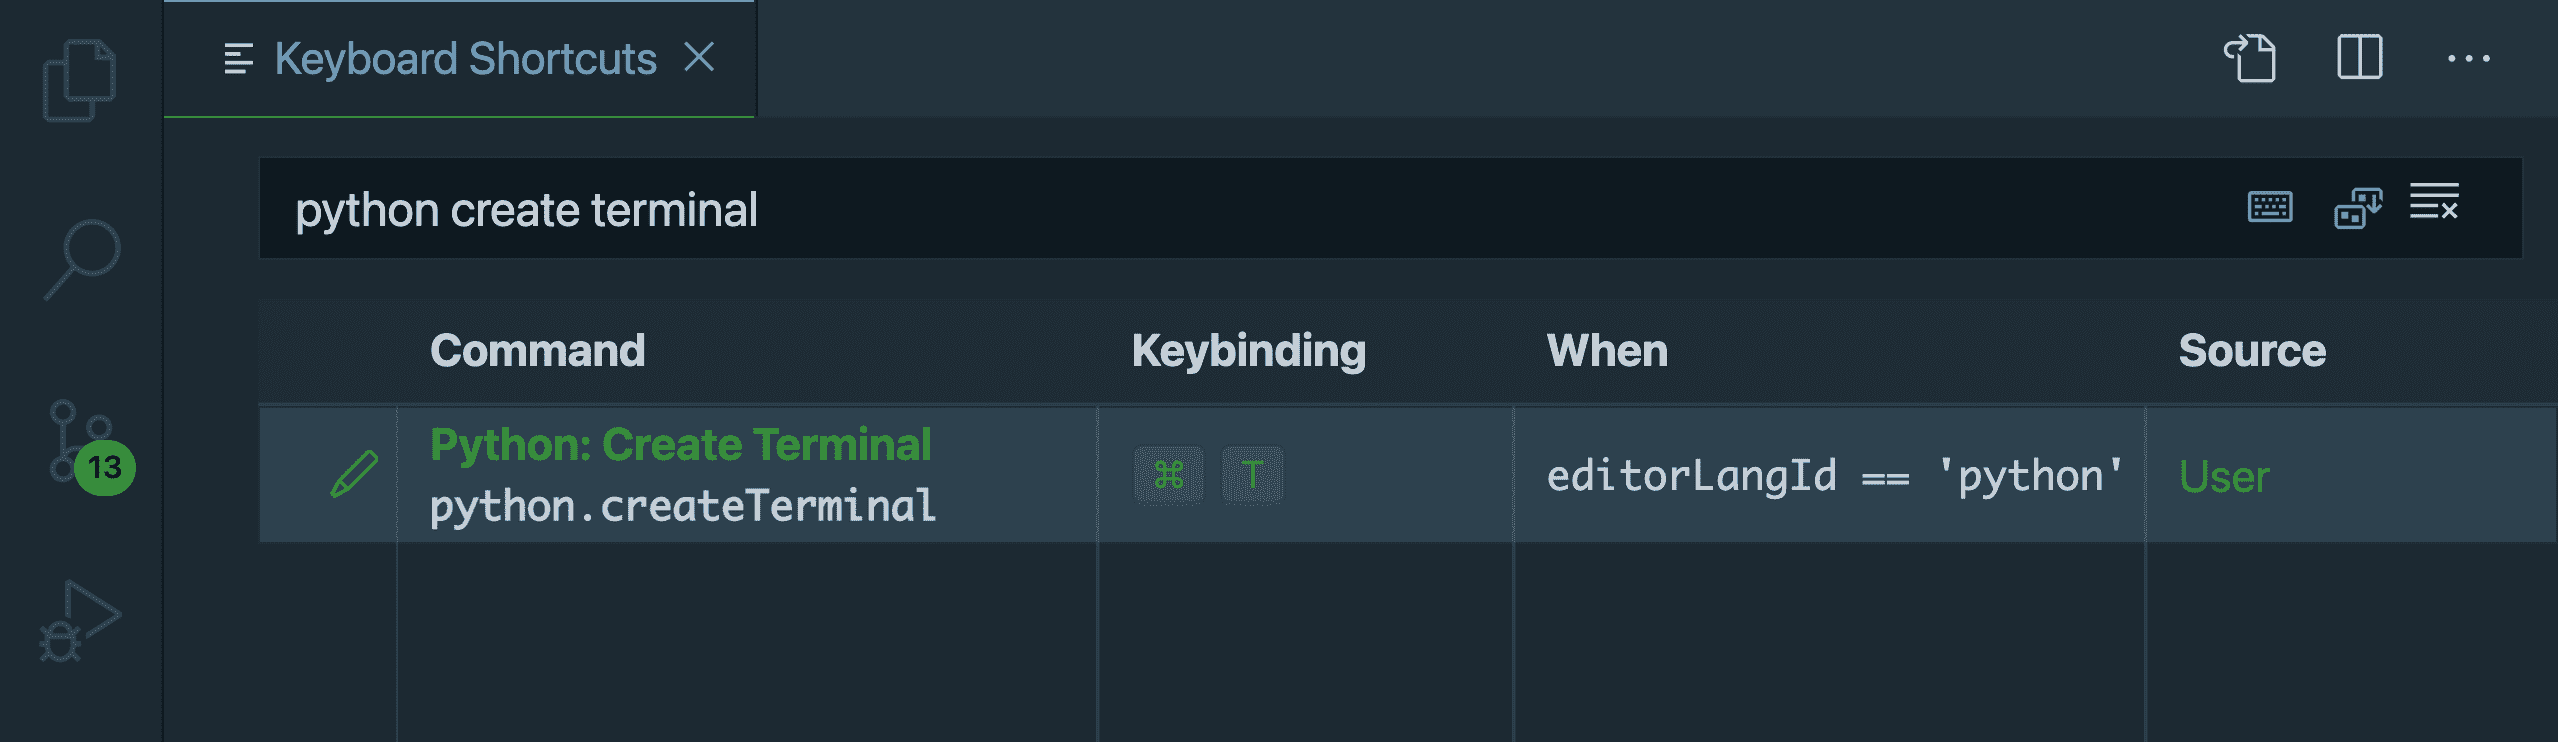 Keyboard Shortcuts
python create terminal
Command Keybinding When Source
Python: Create Terminal
python.createTerminal
⌘ T
editorLangId == 'python'
User
13